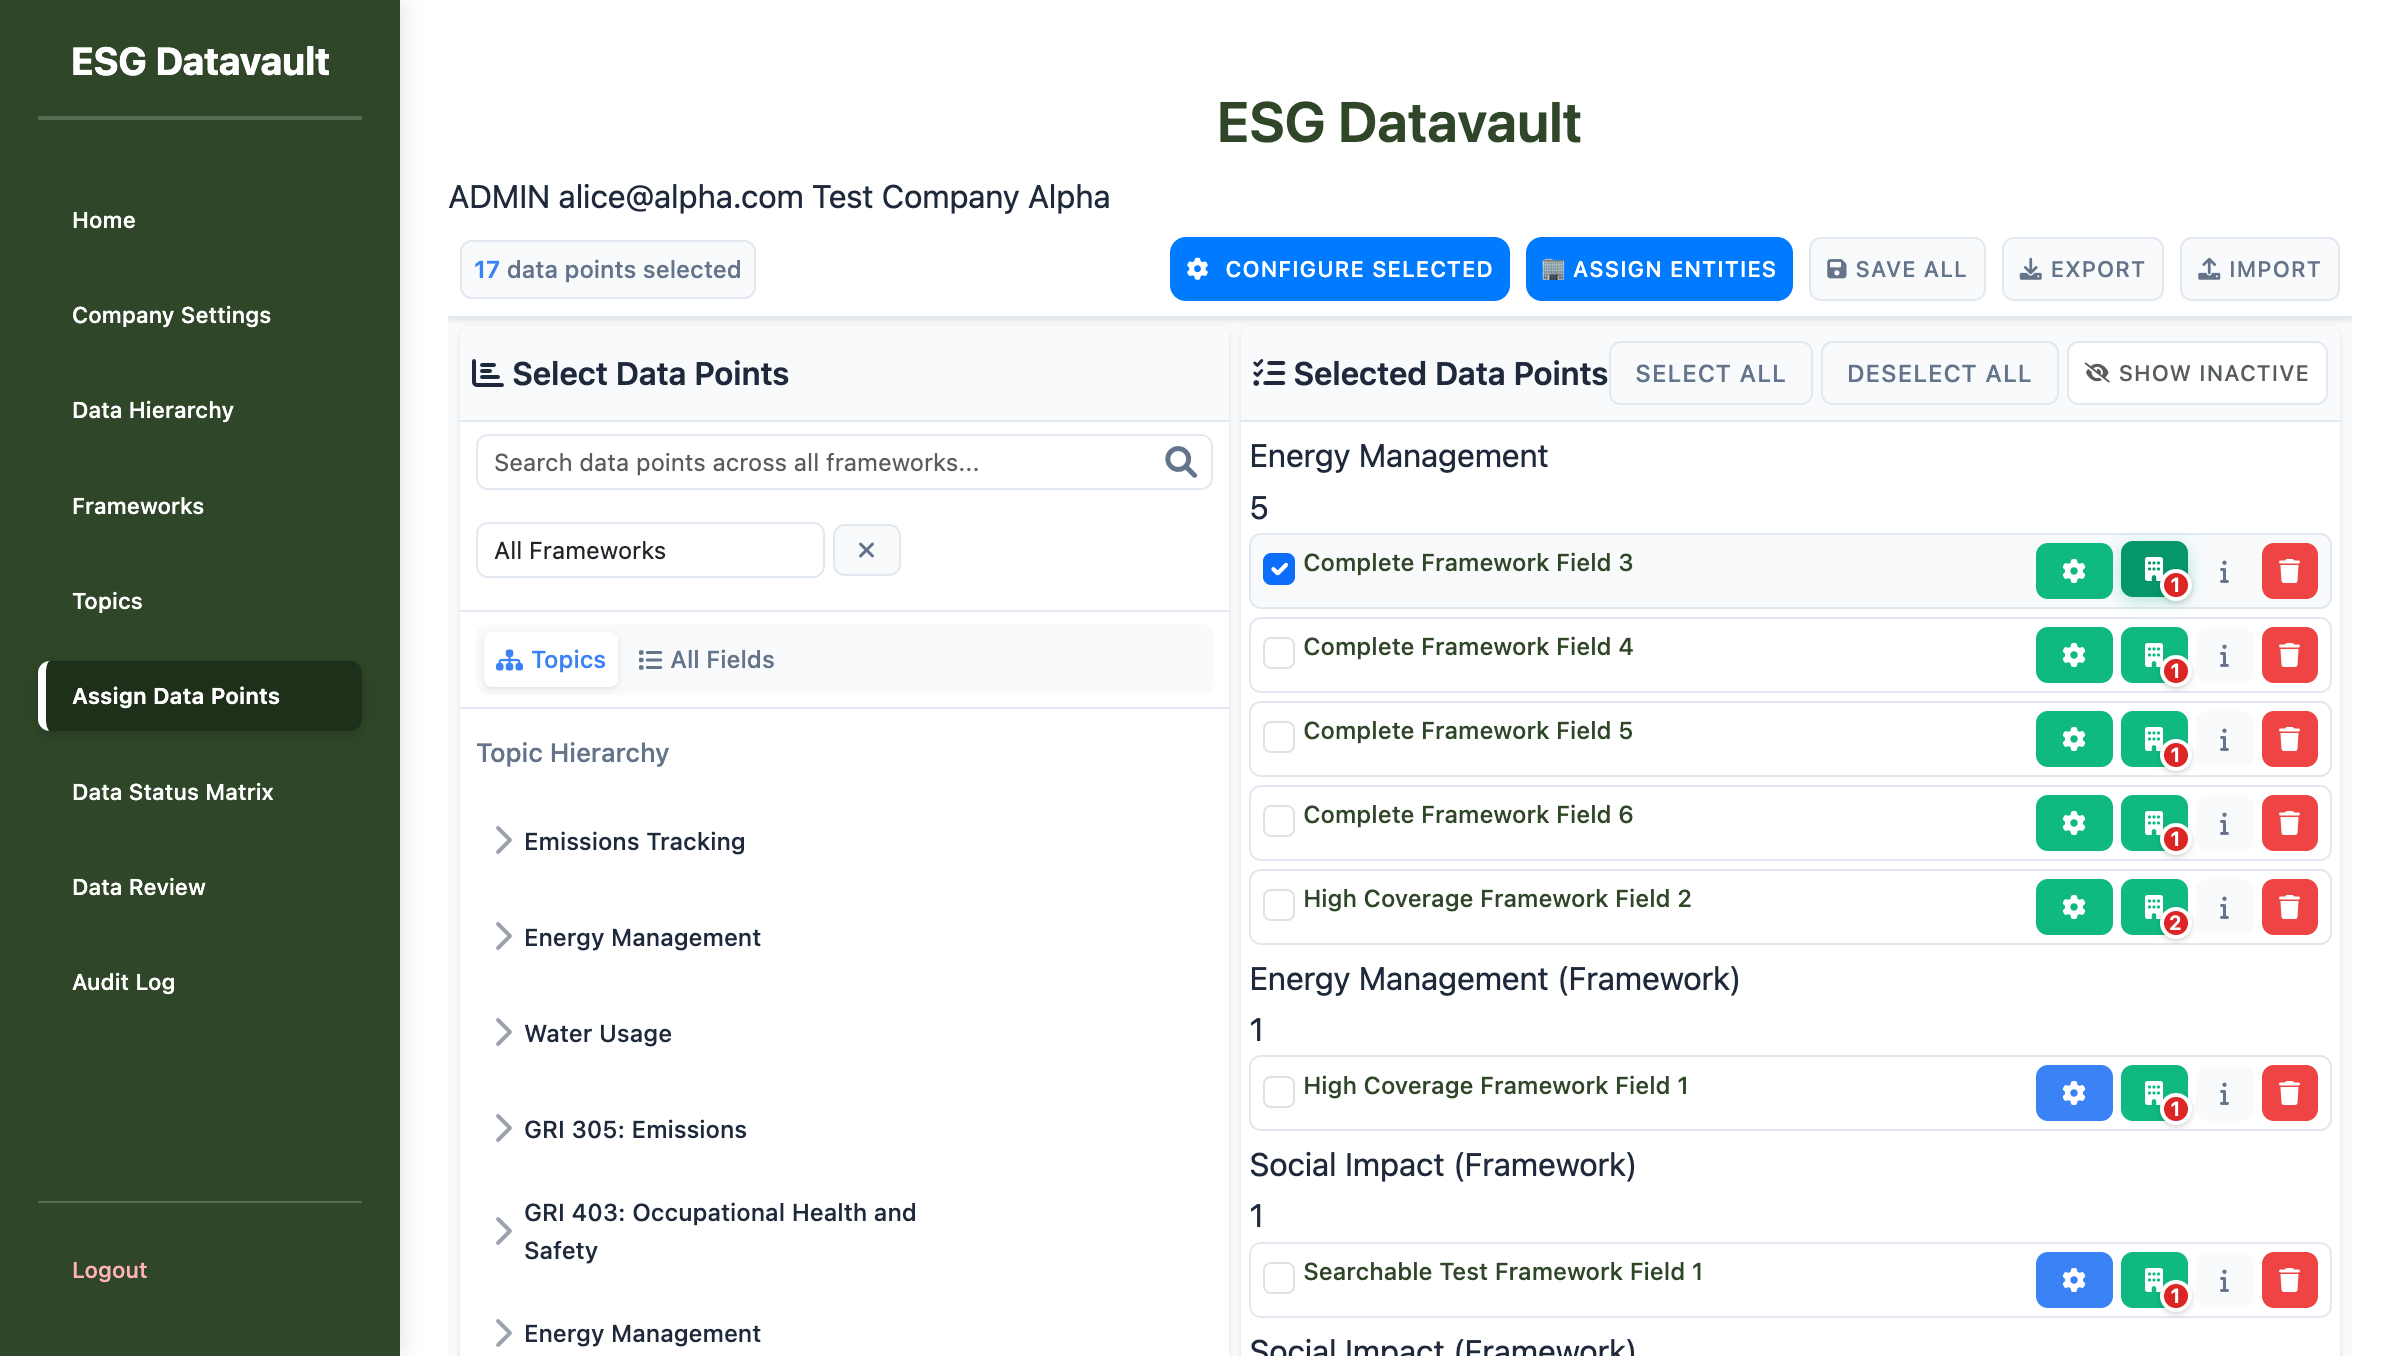 ESG Datavault
Home
Company Settings
Data Hierarchy
Frameworks
Topics
Assign Data Points
Data Status Matrix
Data Review
Audit Log
Logout
ESG Datavault
ADMIN alice@alpha.com Test Company Alpha
17 data points selected
CONFIGURE SELECTED
ASSIGN ENTITIES
SAVE ALL
EXPORT
IMPORT
Select Data Points
Search data points across all frameworks...
All Frameworks
Topics
All Fields
Topic Hierarchy
Emissions Tracking
Energy Management
Water Usage
GRI 305: Emissions
GRI 403: Occupational Health and
Safety
Energy Management
Selected Data Points
SELECT ALL
DESELECT ALL
SHOW INACTIVE
Energy Management
5
Complete Framework Field 3
1
Complete Framework Field 4
1
Complete Framework Field 5
1
Complete Framework Field 6
1
High Coverage Framework Field 2
2
Energy Management (Framework)
1
High Coverage Framework Field 1
1
Social Impact (Framework)
1
Searchable Test Framework Field 1
1
Social Impact (Framework)